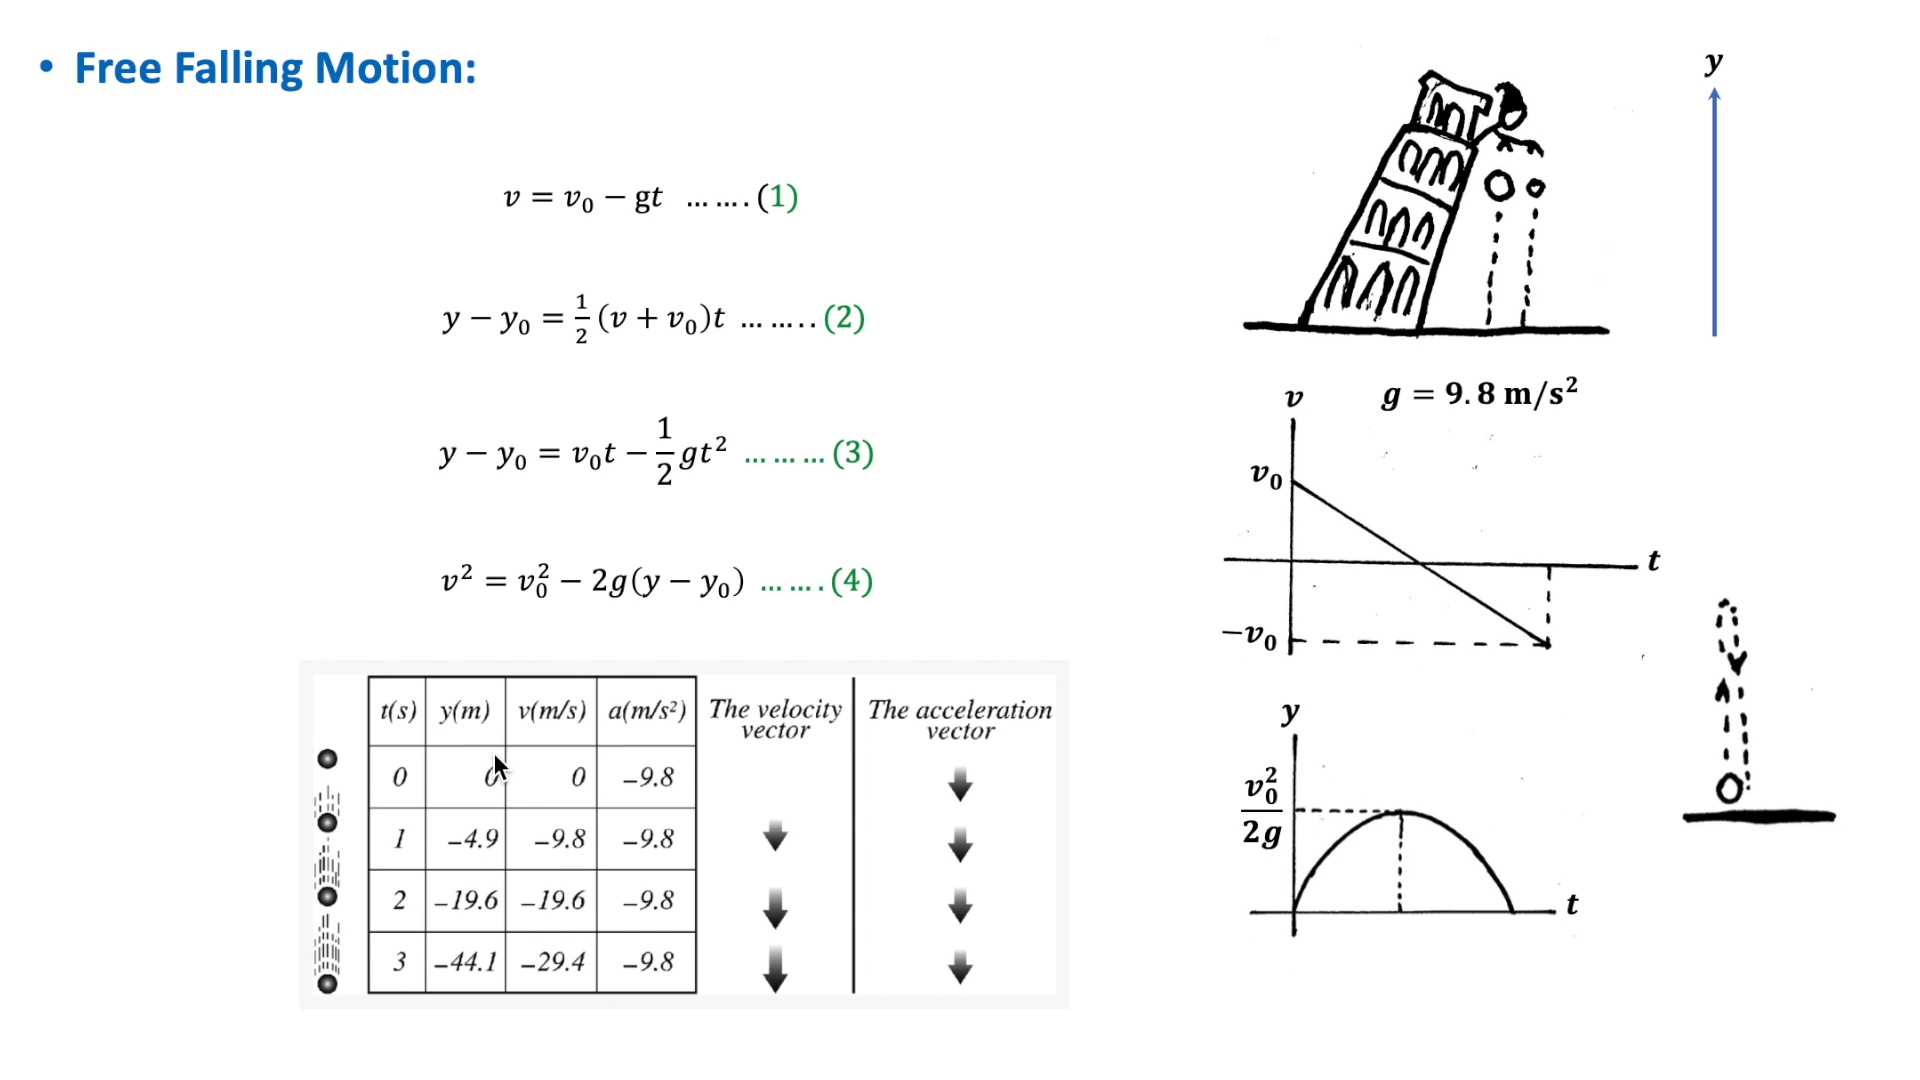 • Free Falling Motion:
v = v₀ − gt ……. (1)
y − y₀ = 1/2 (v + v₀)t …….. (2)
y − y₀ = v₀t − 1/2 gt² ……… (3)
v² = v₀² − 2g(y − y₀) ……. (4)
t(s) y(m) v(m/s) a(m/s²) The velocity vector The acceleration vector
0 0 0 −9.8
1 −4.9 −9.8 −9.8
2 −19.6 −19.6 −9.8
3 −44.1 −29.4 −9.8
y
g = 9.8 m/s²
v
v₀
t
−v₀
y
v₀²/2g
t